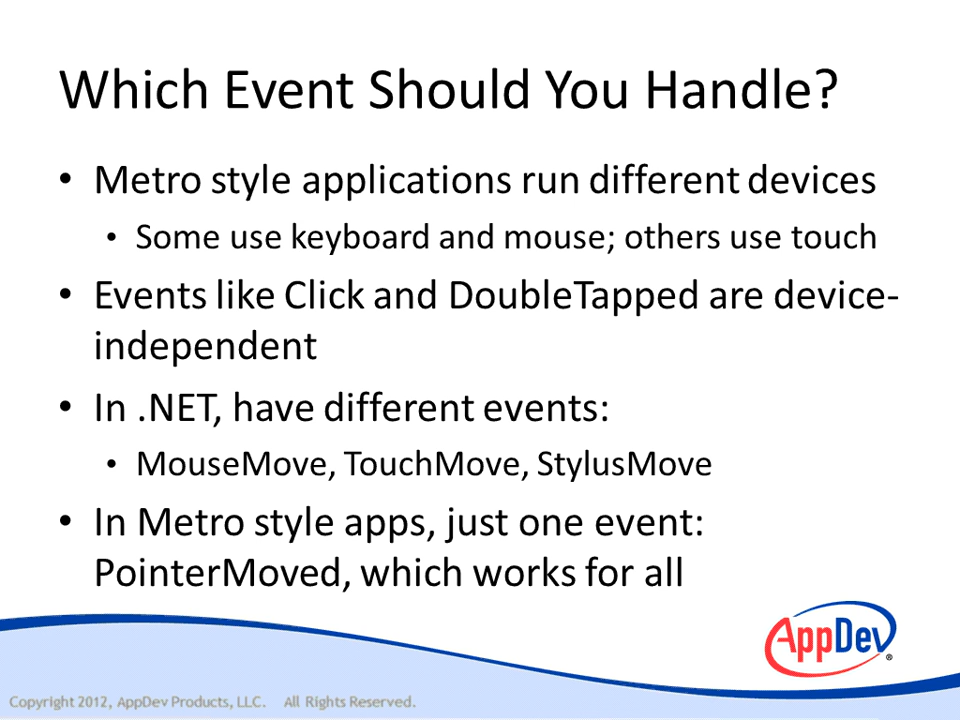 Which Event Should You Handle?
• Metro style applications run different devices
• Some use keyboard and mouse; others use touch
• Events like Click and DoubleTapped are device-
independent
• In .NET, have different events:
• MouseMove, TouchMove, StylusMove
• In Metro style apps, just one event:
PointerMoved, which works for all
AppDev®
Copyright 2012, AppDev Products, LLC. All Rights Reserved.